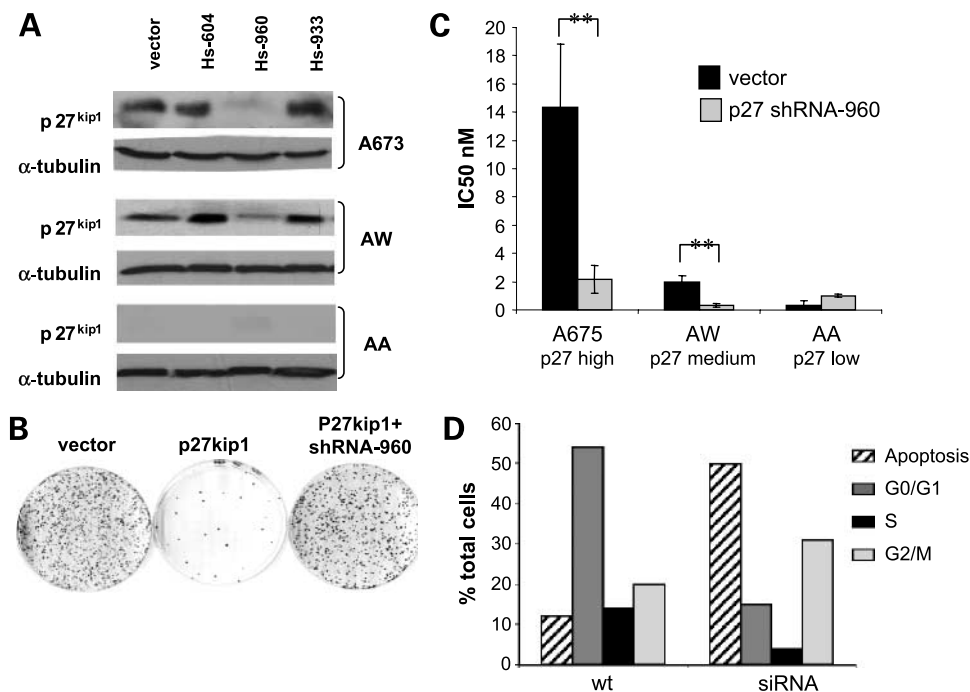 A
vector
Hs-604
Hs-960
Hs-933
p 27kip1
α-tubulin
A673
p 27kip1
α-tubulin
AW
p 27kip1
α-tubulin
AA
B
vector
p27kip1
P27kip1+
shRNA-960
C
IC50 nM
20
18
16
14
12
10
8
6
4
2
0
**
**
vector
p27 shRNA-960
A675
p27 high
AW
p27 medium
AA
p27 low
D
% total cells
60
50
40
30
20
10
0
wt
siRNA
Apoptosis
G0/G1
S
G2/M